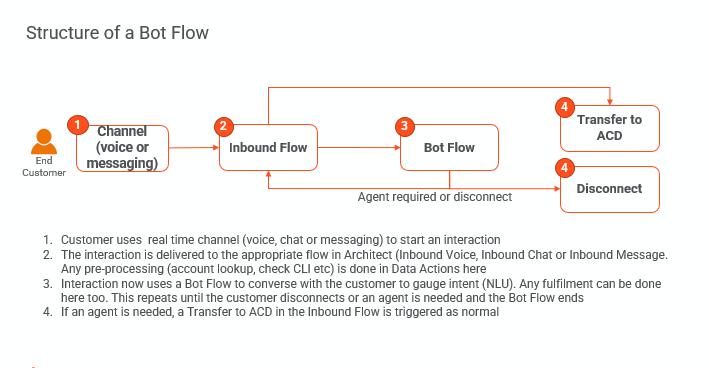 Structure of a Bot Flow
1
Channel
(voice or
messaging)
End
Customer
2
Inbound Flow
3
Bot Flow
4
Transfer to
ACD
4
Disconnect
Agent required or disconnect
1. Customer uses real time channel (voice, chat or messaging) to start an interaction
2. The interaction is delivered to the appropriate flow in Architect (Inbound Voice, Inbound Chat or Inbound Message.
Any pre-processing (account lookup, check CLI etc) is done in Data Actions here
3. Interaction now uses a Bot Flow to converse with the customer to gauge intent (NLU). Any fulfilment can be done
here too. This repeats until the customer disconnects or an agent is needed and the Bot Flow ends
4. If an agent is needed, a Transfer to ACD in the Inbound Flow is triggered as normal